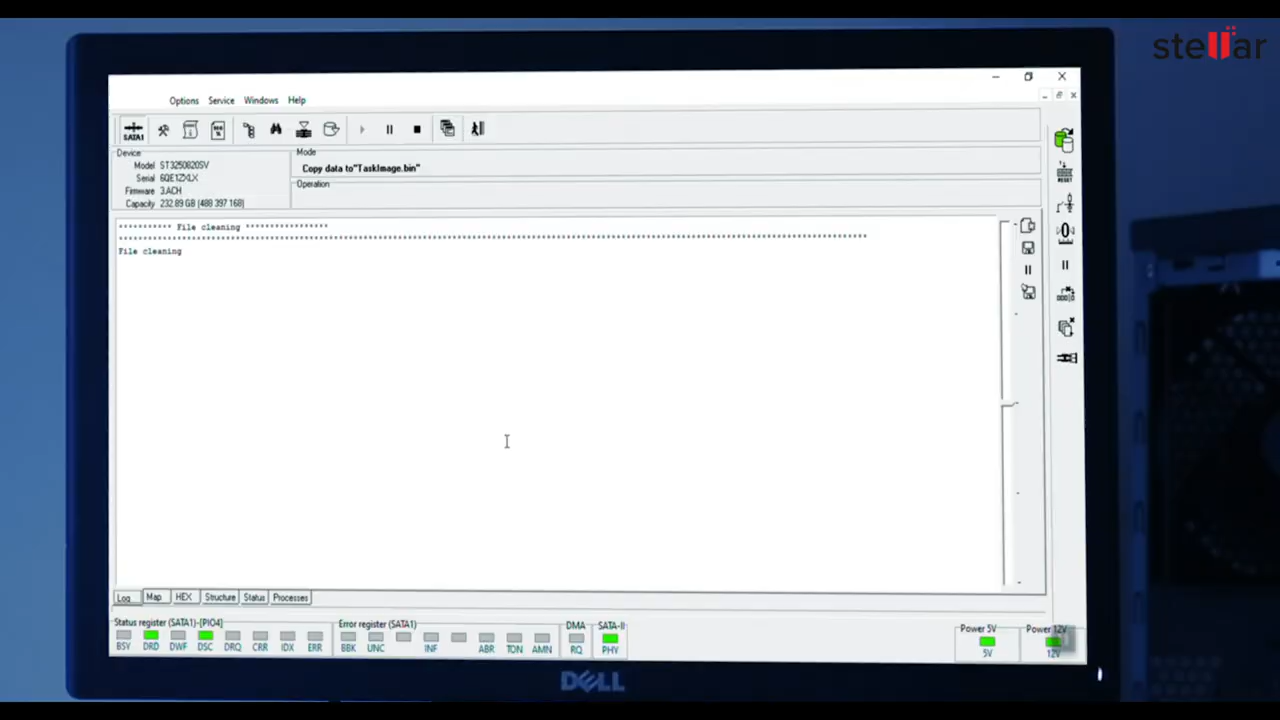 stellar
Options Service Windows Help
SATA1
Device
Model ST3250820SV
Serial 6QE1ZXLX
Firmware 3.ACH
Capacity 232.89 GB (488 397 168)
Mode
Copy data to"TaskImage.bin"
Operation
RESET
*********** File cleaning *****************
File cleaning
Log Map HEX Structure Status Processes
Status register (SATA1)-[PIO4]
BSY DRD DWF DSC DRQ CRR IDX ERR
Error register (SATA1)
BBK UNC INF ABR TON AMN
DMA
RQ
SATA-II
PHY
Power 5V
5V
Power 12V
12V
DELL